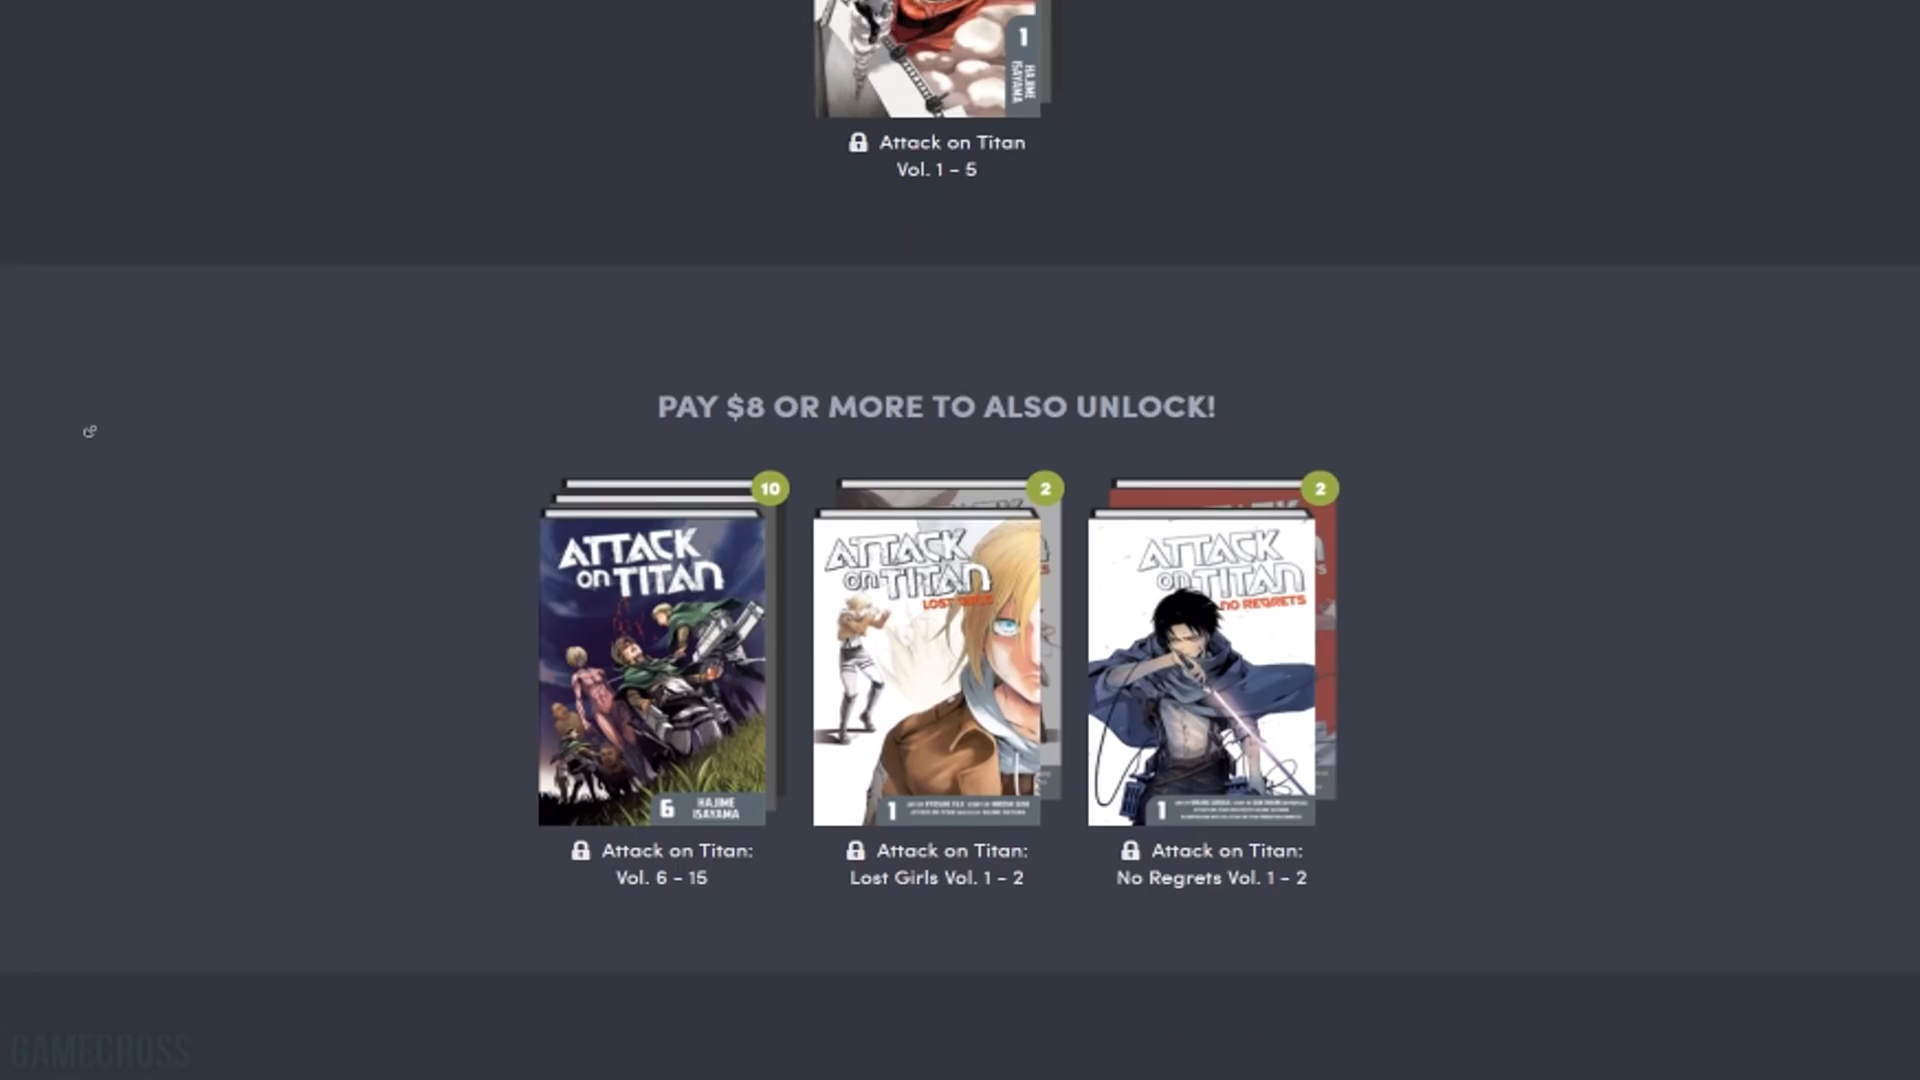 1
HAJIME
ISAYAMA
Attack on Titan
Vol. 1 – 5
PAY $8 OR MORE TO ALSO UNLOCK!
10
2
2
ATTACK
on TITAN
ATTACK
on TITAN
LOST GIRLS
ATTACK
on TITAN
NO REGRETS
6
HAJIME
ISAYAMA
1
1
Attack on Titan:
Vol. 6 – 15
Attack on Titan:
Lost Girls Vol. 1 – 2
Attack on Titan:
No Regrets Vol. 1 – 2
GAMECROSS